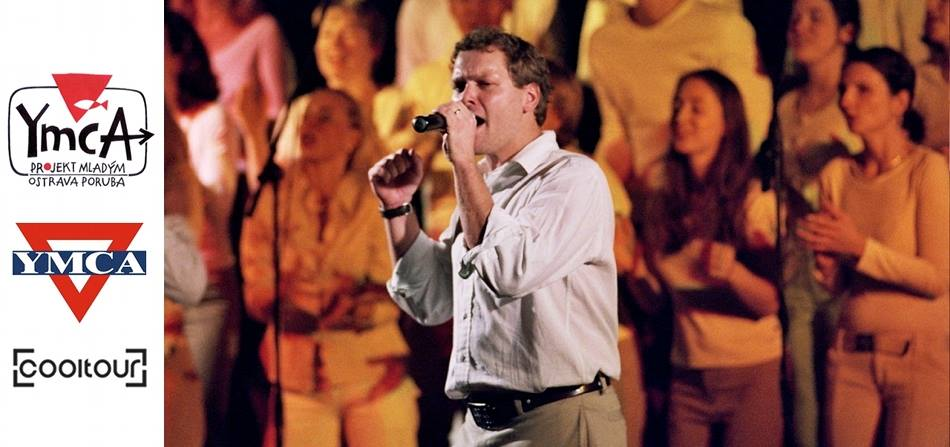 YmcA
PROJEKT MLADÝM
OSTRAVA PORUBA
YMCA
cooltour